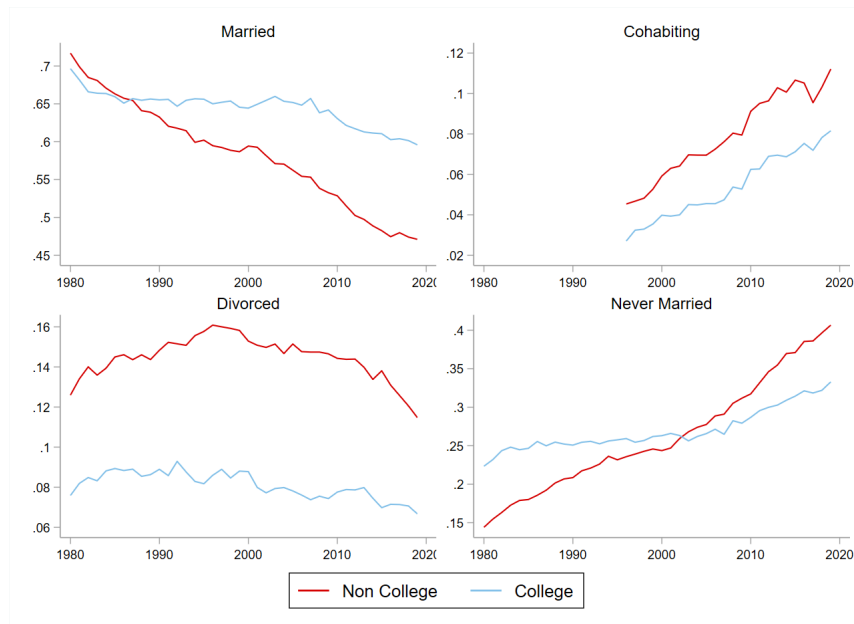 Married
.7
.65
.6
.55
.5
.45
1980 1990 2000 2010 2020
Cohabiting
.12
.1
.08
.06
.04
.02
1980 1990 2000 2010 2020
Divorced
.16
.14
.12
.1
.08
.06
1980 1990 2000 2010 2020
Never Married
.4
.35
.3
.25
.2
.15
1980 1990 2000 2010 2020
Non College College